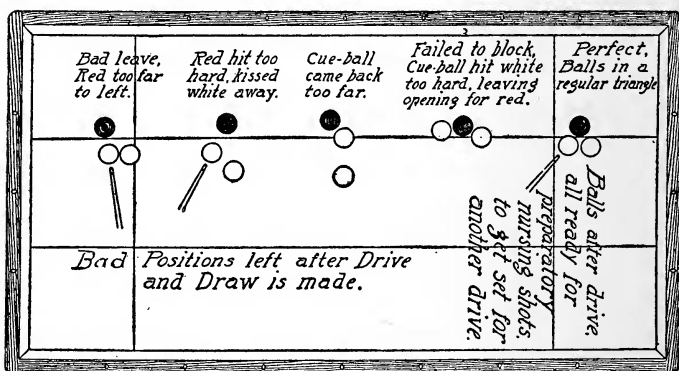 3
Bad leave,
Red too far
to left.
Red hit too
hard, kissed
white away.
Cue-ball
came back
too far.
Failed to block,
Cue-ball hit white
too hard, leaving
opening for red.
Perfect,
Balls in a
regular triangle
Bad Positions left after Drive
and Draw is made.
Balls after drive,
all ready for
preparatory
nursing shots.
to get set for
another drive.